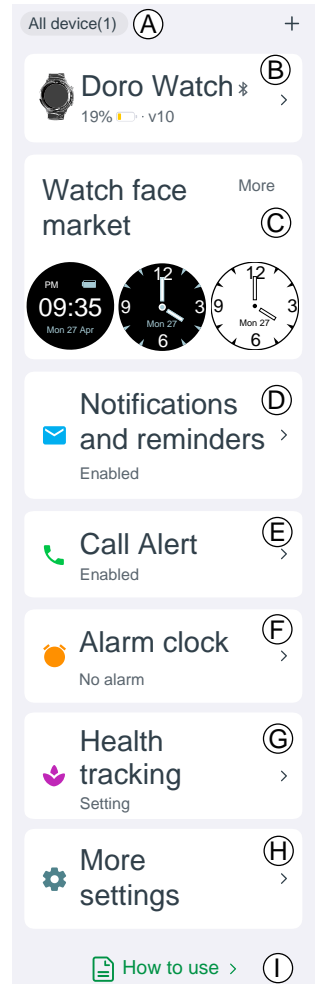 All device(1) A +
B
Doro Watch
19% · v10
Watch face More
market C
PM
09:35
Mon 27 Apr
12
9 3
Mon 27
6
12
9 3
Mon 27
6
Notifications D
and reminders >
Enabled
Call Alert E
>
Enabled
Alarm clock F
>
No alarm
Health G
tracking >
Setting
More H
settings >
How to use > I